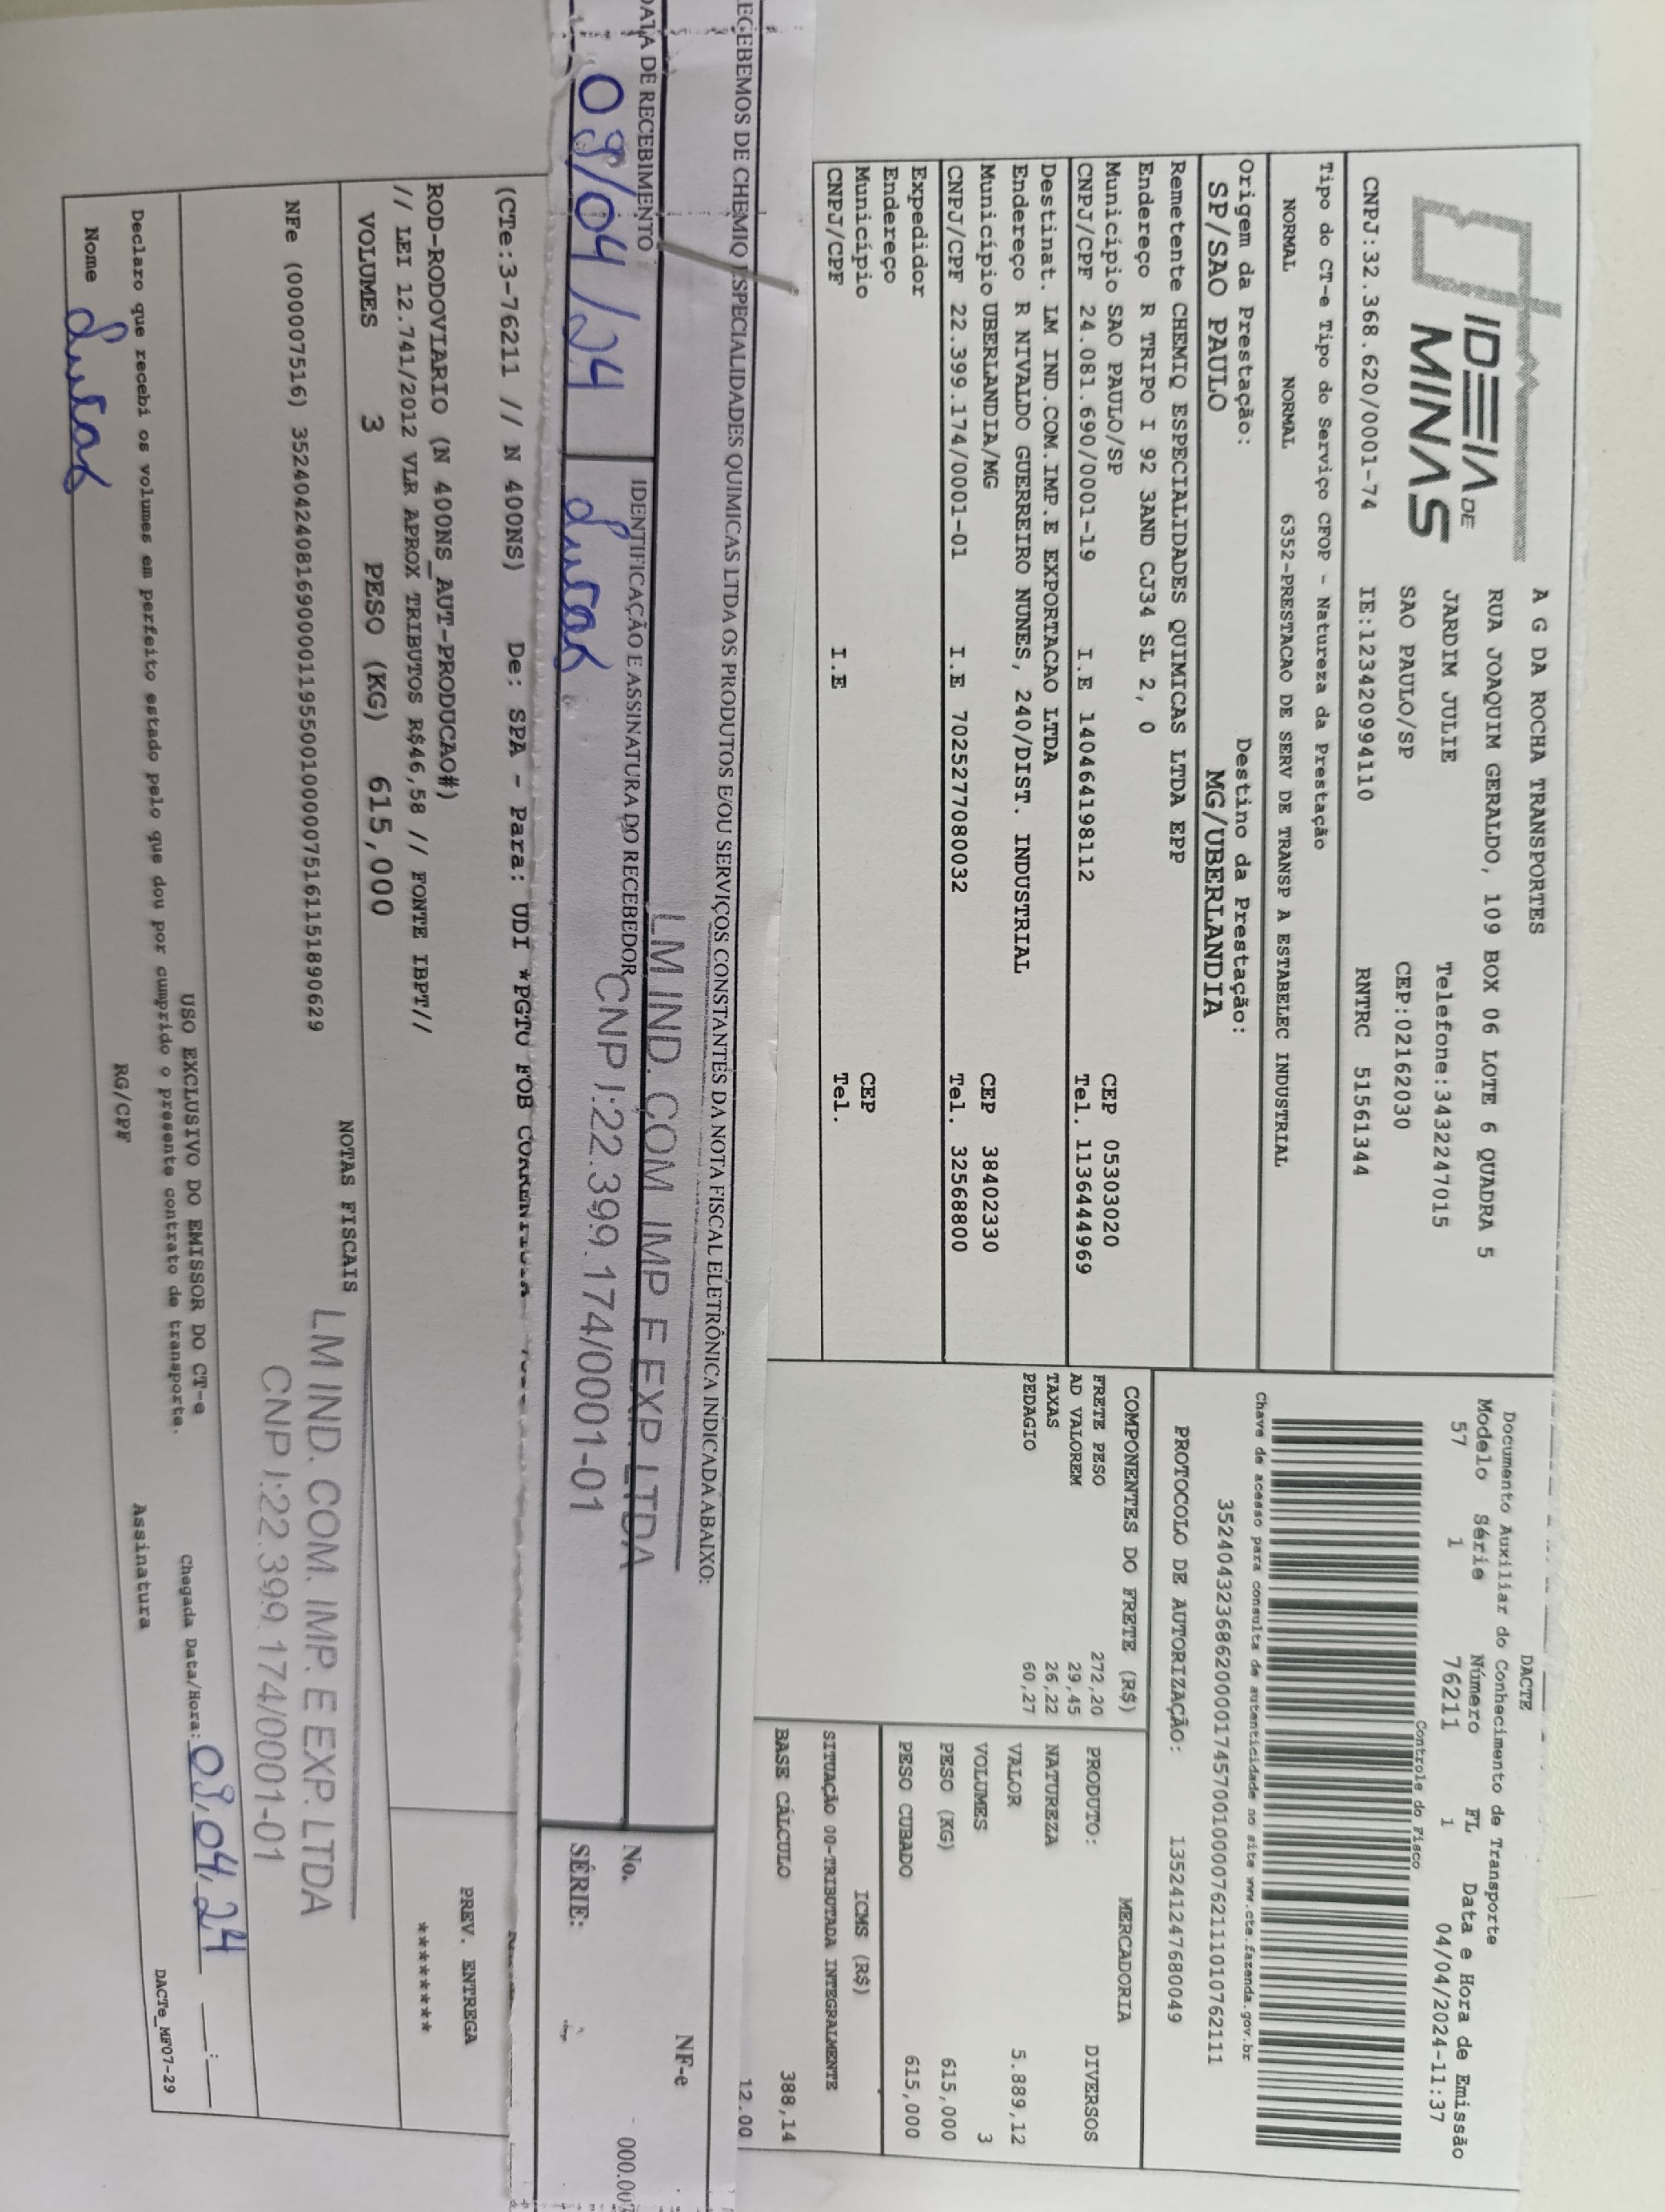 IDEIA DE
MINAS
A G DA ROCHA TRANSPORTES
RUA JOAQUIM GERALDO, 109 BOX 06 LOTE 6 QUADRA 5
JARDIM JULIE Telefone:3432247015
SAO PAULO/SP CEP:02162030
CNPJ:32.368.620/0001-74 IE:123420994110 RNTRC 51561344
Tipo do CT-e Tipo do Serviço CFOP - Natureza da Prestação
NORMAL NORMAL 6352-PRESTACAO DE SERV DE TRANSP A ESTABELEC INDUSTRIAL
Origem da Prestação: Destino da Prestação:
SP/SAO PAULO MG/UBERLANDIA
Remetente CHEMIQ ESPECIALIDADES QUIMICAS LTDA EPP
Endereço R TRIPO I 92 3AND CJ34 SL 2, 0
Município SAO PAULO/SP CEP 05303020
CNPJ/CPF 24.081.690/0001-19 I.E 140464198112 Tel. 1136444969
Destinat. LM IND.COM.IMP.E EXPORTACAO LTDA
Endereço R NIVALDO GUERREIRO NUNES, 240/DIST. INDUSTRIAL
Município UBERLANDIA/MG CEP 38402330
CNPJ/CPF 22.399.174/0001-01 I.E 7025277080032 Tel. 32568800
Expedidor
Endereço
Município CEP
CNPJ/CPF I.E Tel.
DACTE
Documento Auxiliar do Conhecimento de Transporte
Modelo Série Número FL Data e Hora de Emissão
57 1 76211 1 04/04/2024-11:37
Controle do Fisco
Chave de acesso para consulta de autenticidade no site www.cte.fazenda.gov.br
35240432368620000174570010000762111010762111
PROTOCOLO DE AUTORIZAÇÃO: 135241247680049
COMPONENTES DO FRETE (R$)
FRETE PESO 272,20
AD VALOREM 29,45
TAXAS 26,22
PEDAGIO 60,27
MERCADORIA
PRODUTO: DIVERSOS
NATUREZA
VALOR 5.889,12
VOLUMES 3
PESO (KG) 615,000
PESO CUBADO 615,000
ICMS (R$)
SITUAÇÃO 00-TRIBUTADA INTEGRALMENTE
BASE CÁLCULO 388,14
12.00
ECEBEMOS DE CHEMIQ ESPECIALIDADES QUIMICAS LTDA OS PRODUTOS E/OU SERVIÇOS CONSTANTES DA NOTA FISCAL ELETRÔNICA INDICADA ABAIXO:
NF-e
LM IND. COM IMP E EXP. LTDA
DATA DE RECEBIMENTO IDENTIFICAÇÃO E ASSINATURA DO RECEBEDOR
No. 000.007
CNPJ:22.399.174/0001-01
09/04/24 Lucas
SÉRIE:
(CTe:3-76211 // N 400NS) De: SPA - Para: UDI *PGTO FOB
ROD-RODOVIARIO (N 400NS_AUT-PRODUCAO#)
// LEI 12.741/2012 VLR APROX TRIBUTOS R$46,58 // FONTE IBPT//
PREV. ENTREGA
********
VOLUMES 3 PESO (KG) 615,000
NOTAS FISCAIS
NFe (000007516) 35240424081690000119550010000075161151890629
LM IND. COM. IMP. E EXP. LTDA
CNPJ:22.399.174/0001-01
USO EXCLUSIVO DO EMISSOR DO CT-e
Chegada Data/Hora: 09/04/24 __:__
Declaro que recebi os volumes em perfeito estado pelo que dou por cumprido o presente contrato de transporte.
Nome Lucas RG/CPF Assinatura
DACTe_MF07-29